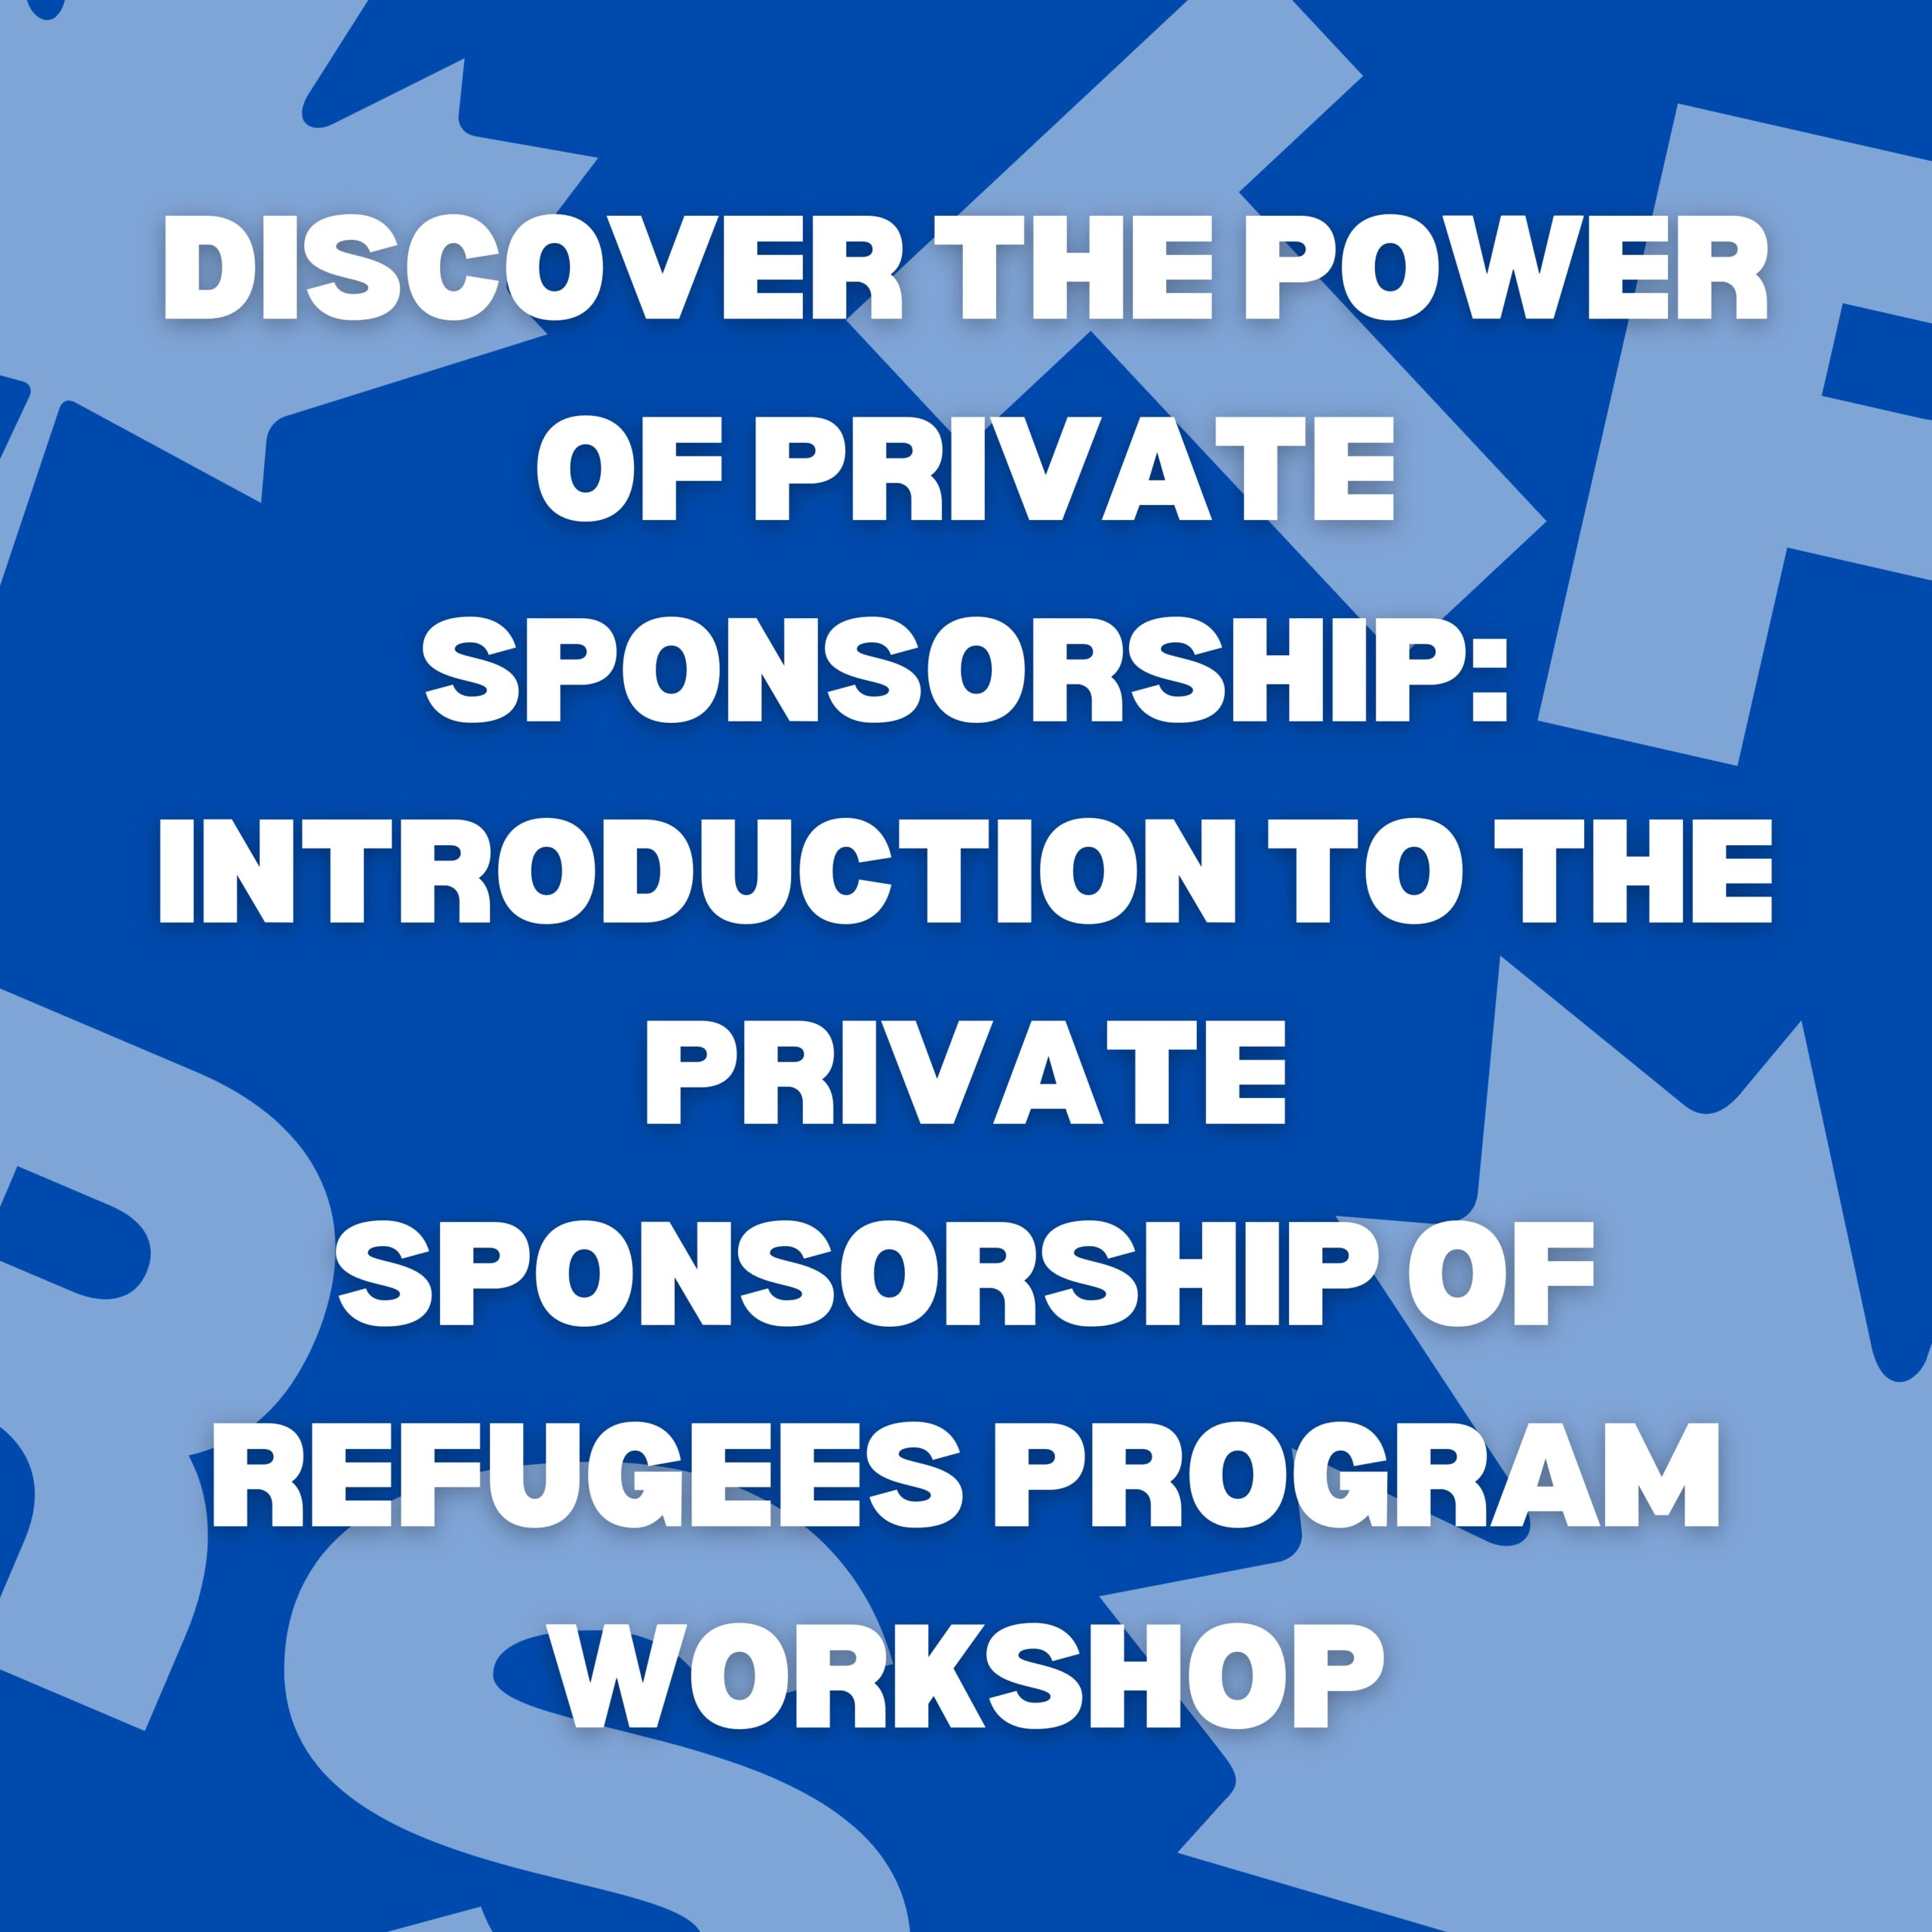 DISCOVER THE POWER
OF PRIVATE
SPONSORSHIP:
INTRODUCTION TO THE
PRIVATE
SPONSORSHIP OF
REFUGEES PROGRAM
WORKSHOP